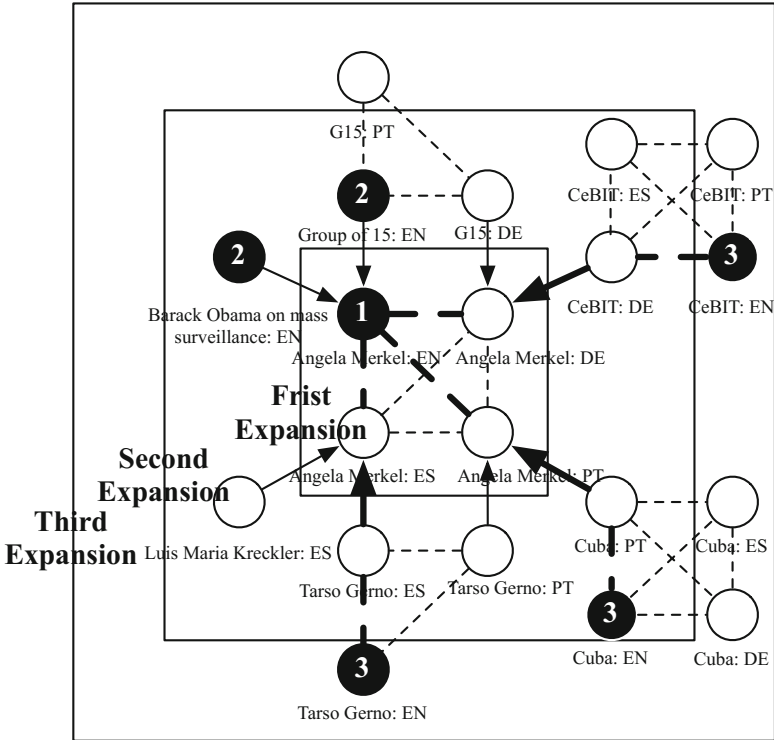 G15: PT
2
Group of 15: EN
G15: DE
CeBIT: ES
CeBIT: PT
2
3
CeBIT: DE
CeBIT: EN
Barack Obama on mass
surveillance: EN
1
Angela Merkel: EN
Angela Merkel: DE
Frist
Expansion
Angela Merkel: ES
Angela Merkel: PT
Second
Expansion
Third
Expansion
Luis Maria Kreckler: ES
Tarso Gerno: ES
Tarso Gerno: PT
Cuba: PT
Cuba: ES
3
Cuba: EN
Cuba: DE
3
Tarso Gerno: EN